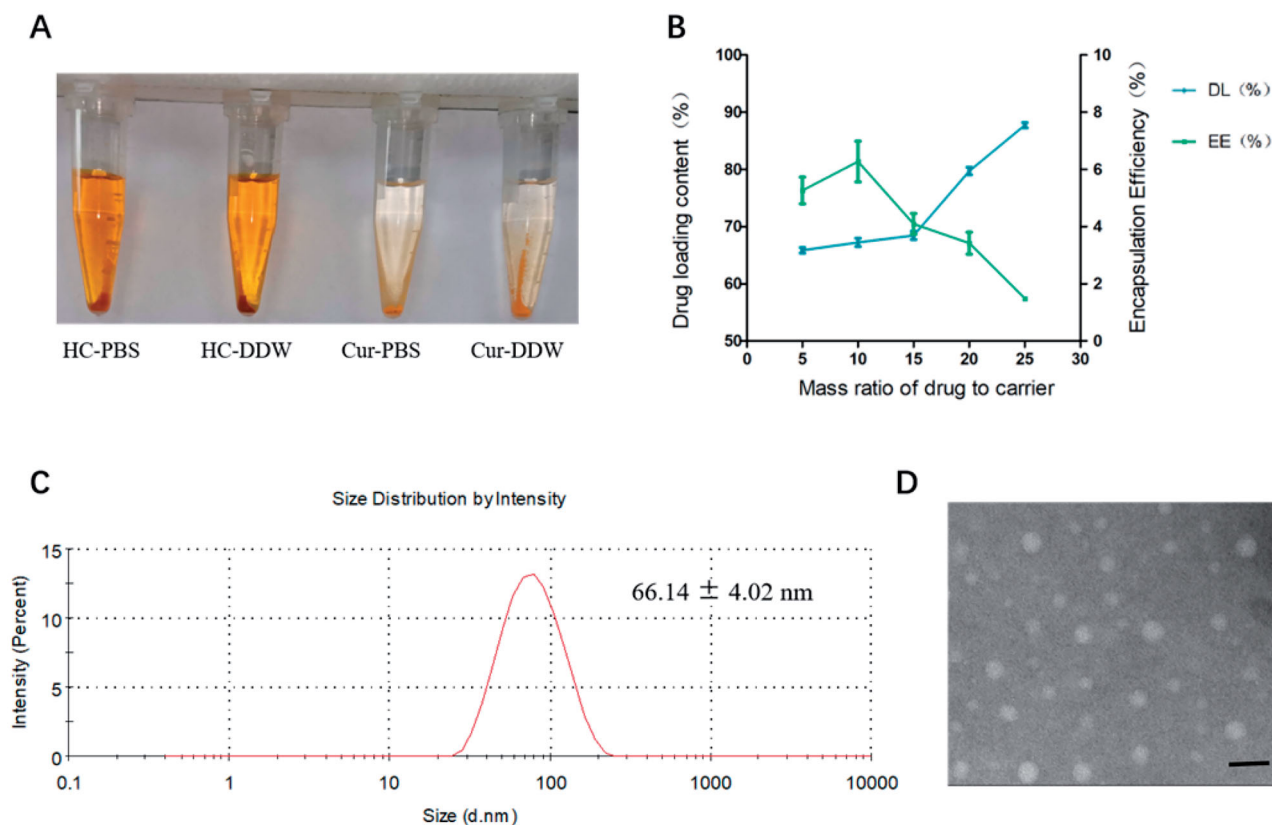 A
HC-PBS
HC-DDW
Cur-PBS
Cur-DDW
B
Drug loading content (%)
100
90
80
70
60
50
0
5
10
15
20
25
30
Mass ratio of drug to carrier
10
8
6
4
2
0
Encapsulation Efficiency (%)
DL (%)
EE (%)
C
Size Distribution by Intensity
Intensity (Percent)
15
10
5
0
66.14 ± 4.02 nm
0.1
1
10
100
1000
10000
Size (d.nm)
D